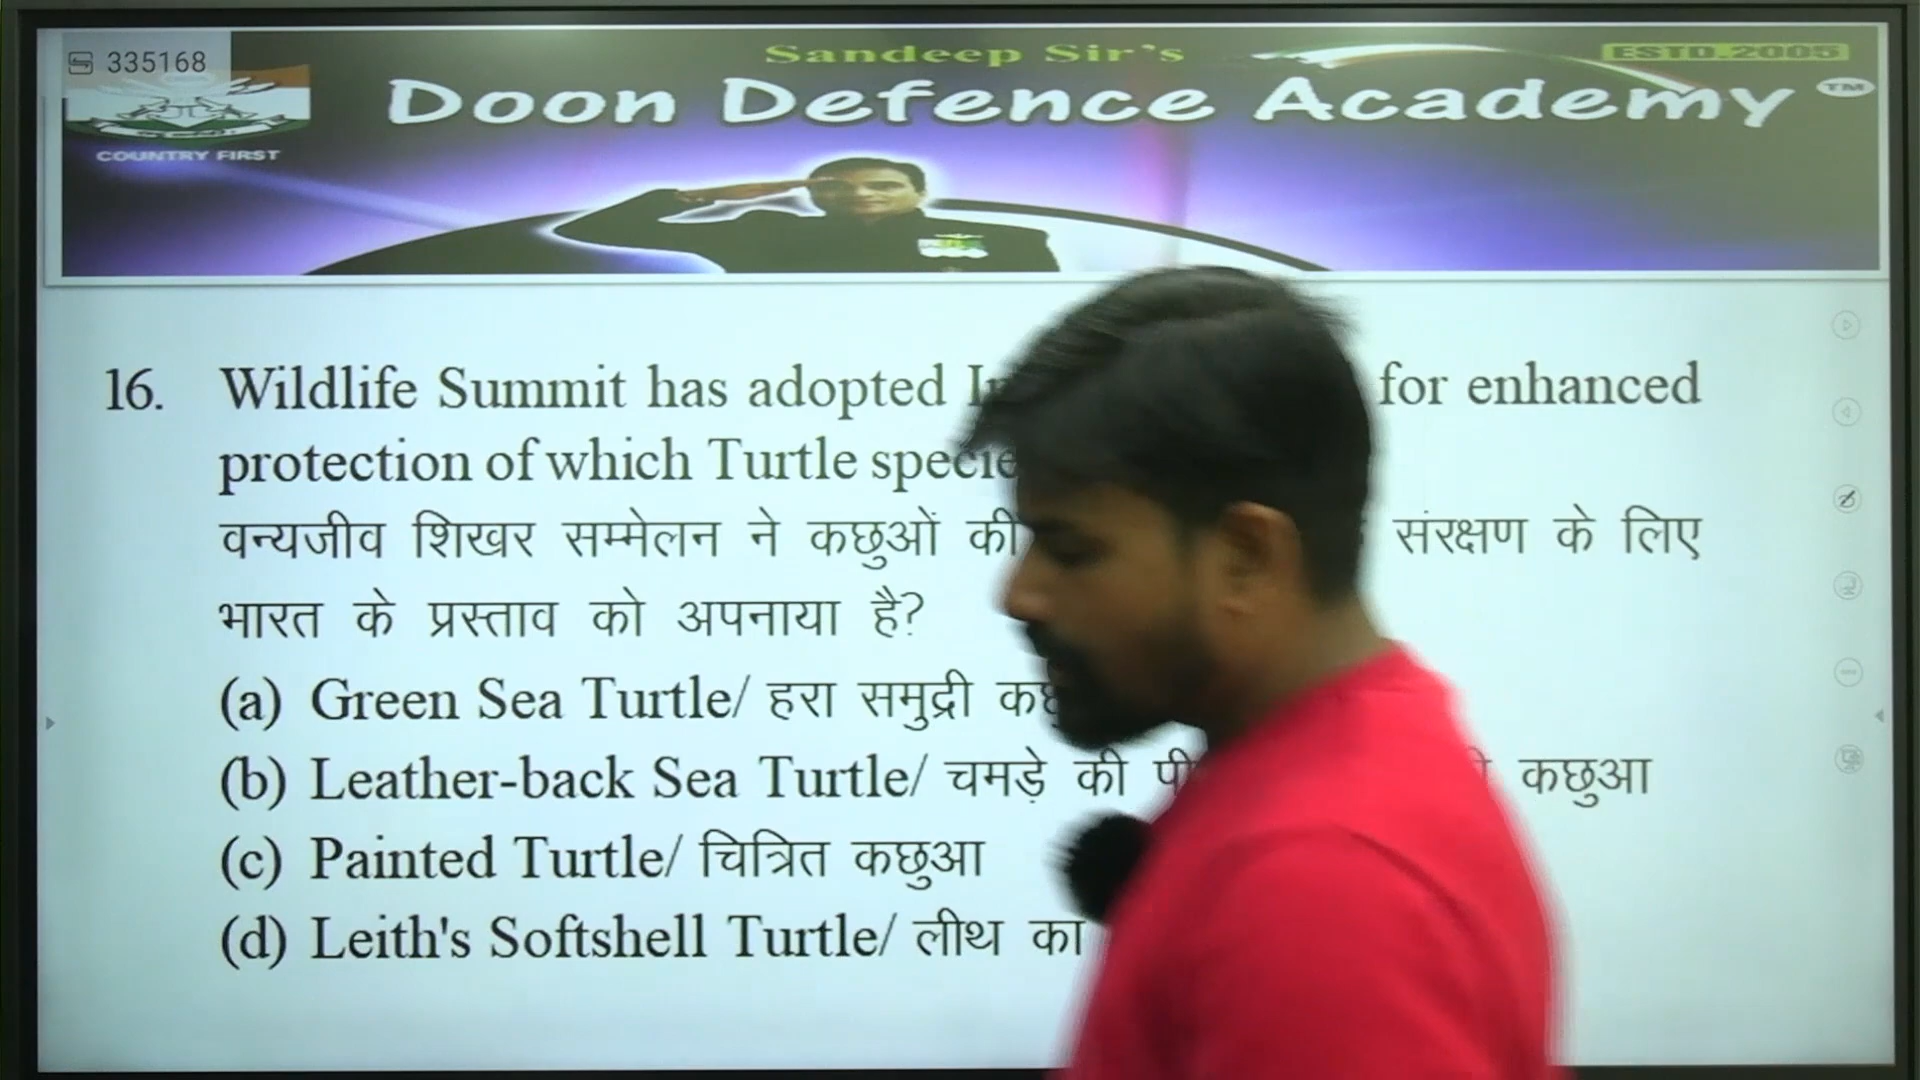 335168
Sandeep Sir's
ESTD.2005
Doon Defence Academy TM
COUNTRY FIRST
16. Wildlife Summit has adopted for enhanced
protection of which Turtle
वन्यजीव शिखर सम्मेलन ने कछुओं की संरक्षण के लिए
भारत के प्रस्ताव को अपनाया है?
(a) Green Sea Turtle/ हरा समुद्री
(b) Leather-back Sea Turtle/ चमड़े की कछुआ
(c) Painted Turtle/ चित्रित कछुआ
(d) Leith's Softshell Turtle/ लीथ का